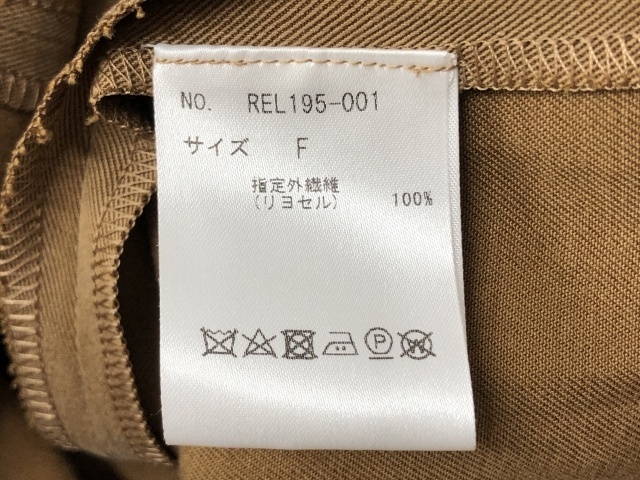 NO. REL195-001
サイズ F
指定外繊維
(リヨセル) 100%
P
W